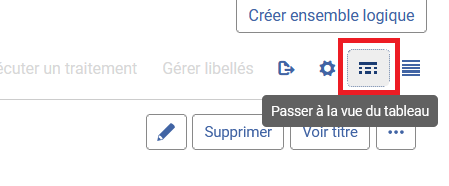 Créer ensemble logique
écuter un traitement Gérer libellés
Passer à la vue du tableau
Supprimer Voir titre